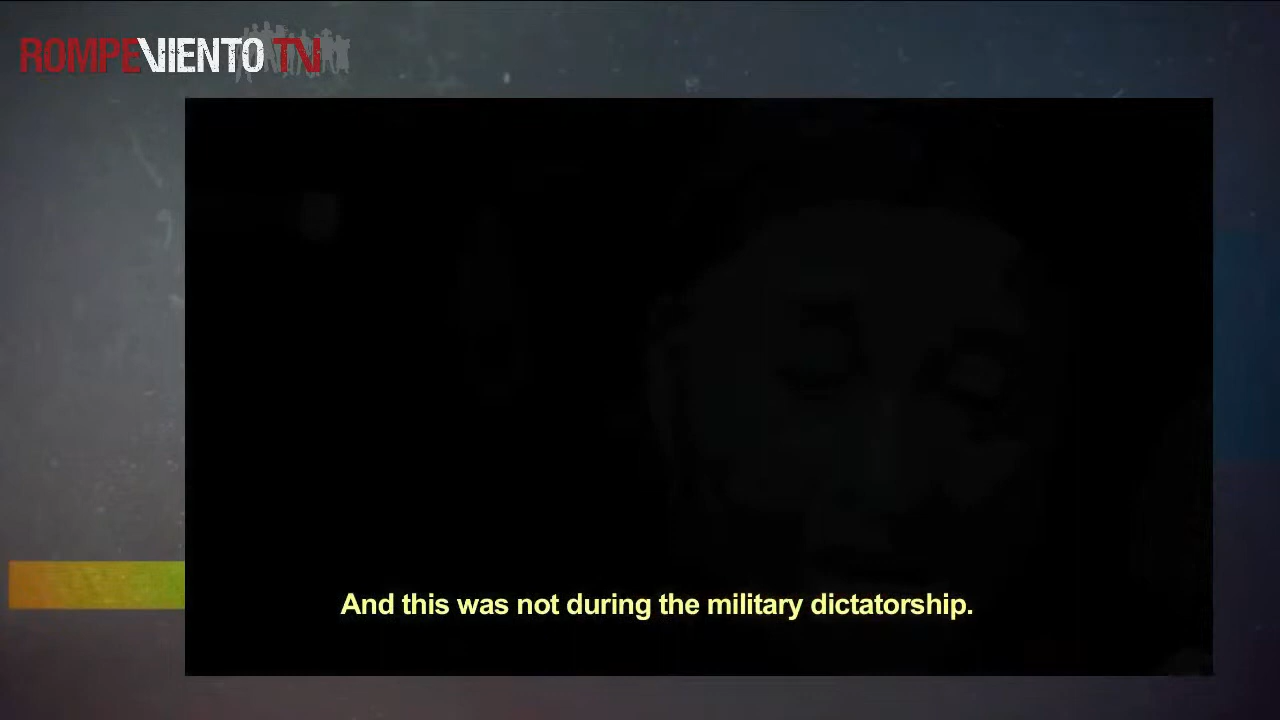 ROMPEVIENTO TV
And this was not during the military dictatorship.